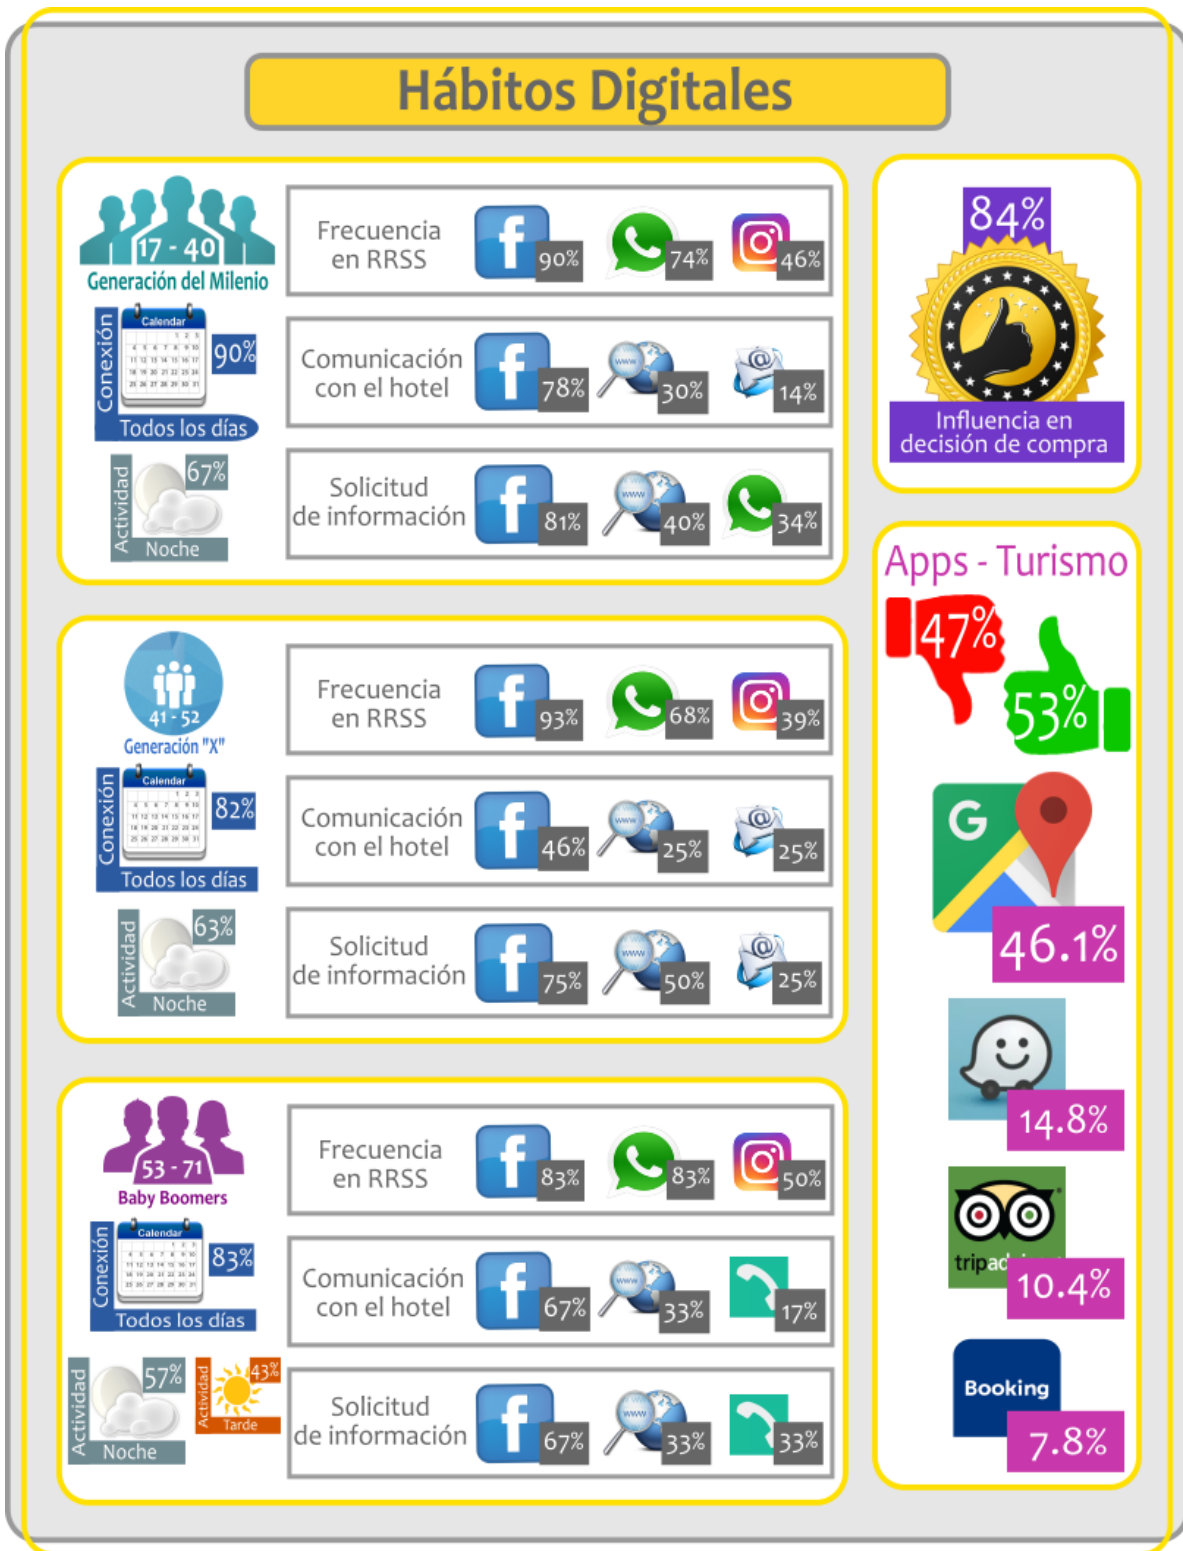 Hábitos Digitales
17 - 40
Generación del Milenio
Conexión
Calendar
90%
Todos los días
Actividad
67%
Noche
Frecuencia
en RRSS
90%
74%
46%
Comunicación
con el hotel
78%
www
30%
@
14%
Solicitud
de información
81%
www
40%
34%
41 - 52
Generación "X"
Conexión
Calendar
82%
Todos los días
Actividad
63%
Noche
Frecuencia
en RRSS
93%
68%
39%
Comunicación
con el hotel
46%
www
25%
@
25%
Solicitud
de información
75%
www
50%
@
25%
53 - 71
Baby Boomers
Conexión
Calendar
83%
Todos los días
Actividad
57%
Noche
Actividad
43%
Tarde
Frecuencia
en RRSS
83%
83%
50%
Comunicación
con el hotel
67%
www
33%
17%
Solicitud
de información
67%
www
33%
33%
84%
Influencia en
decisión de compra
Apps - Turismo
47%
53%
G
46.1%
14.8%
10.4%
Booking
7.8%